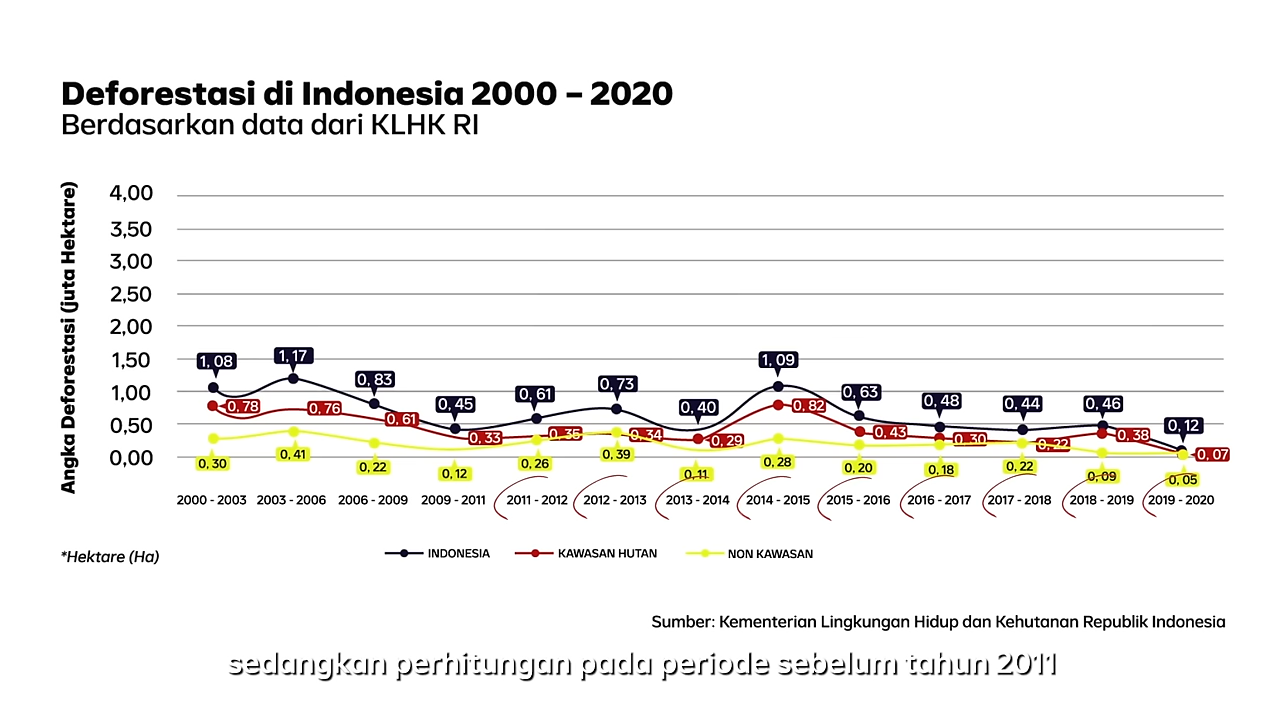 Deforestasi di Indonesia 2000 – 2020
Berdasarkan data dari KLHK RI
Angka Deforestasi (juta Hektare)
4,00
3,50
3,00
2,50
2,00
1,50
1,00
0,50
0,00
1, 08 1, 17 0, 83 0, 45 0, 61 0, 73 0, 40 1, 09 0, 63 0, 48 0, 44 0, 46 0, 12
0, 78 0, 76 0, 61 0, 33 0, 35 0, 34 0, 29 0, 82 0, 43 0, 30 0, 22 0, 38 0, 07
0, 30 0, 41 0, 22 0, 12 0, 26 0, 39 0, 11 0, 28 0, 20 0, 18 0, 22 0, 09 0, 05
2000 - 2003 2003 - 2006 2006 - 2009 2009 - 2011 2011 - 2012 2012 - 2013 2013 - 2014 2014 - 2015 2015 - 2016 2016 - 2017 2017 - 2018 2018 - 2019 2019 - 2020
*Hektare (Ha)
INDONESIA KAWASAN HUTAN NON KAWASAN
Sumber: Kementerian Lingkungan Hidup dan Kehutanan Republik Indonesia
sedangkan perhitungan pada periode sebelum tahun 2011